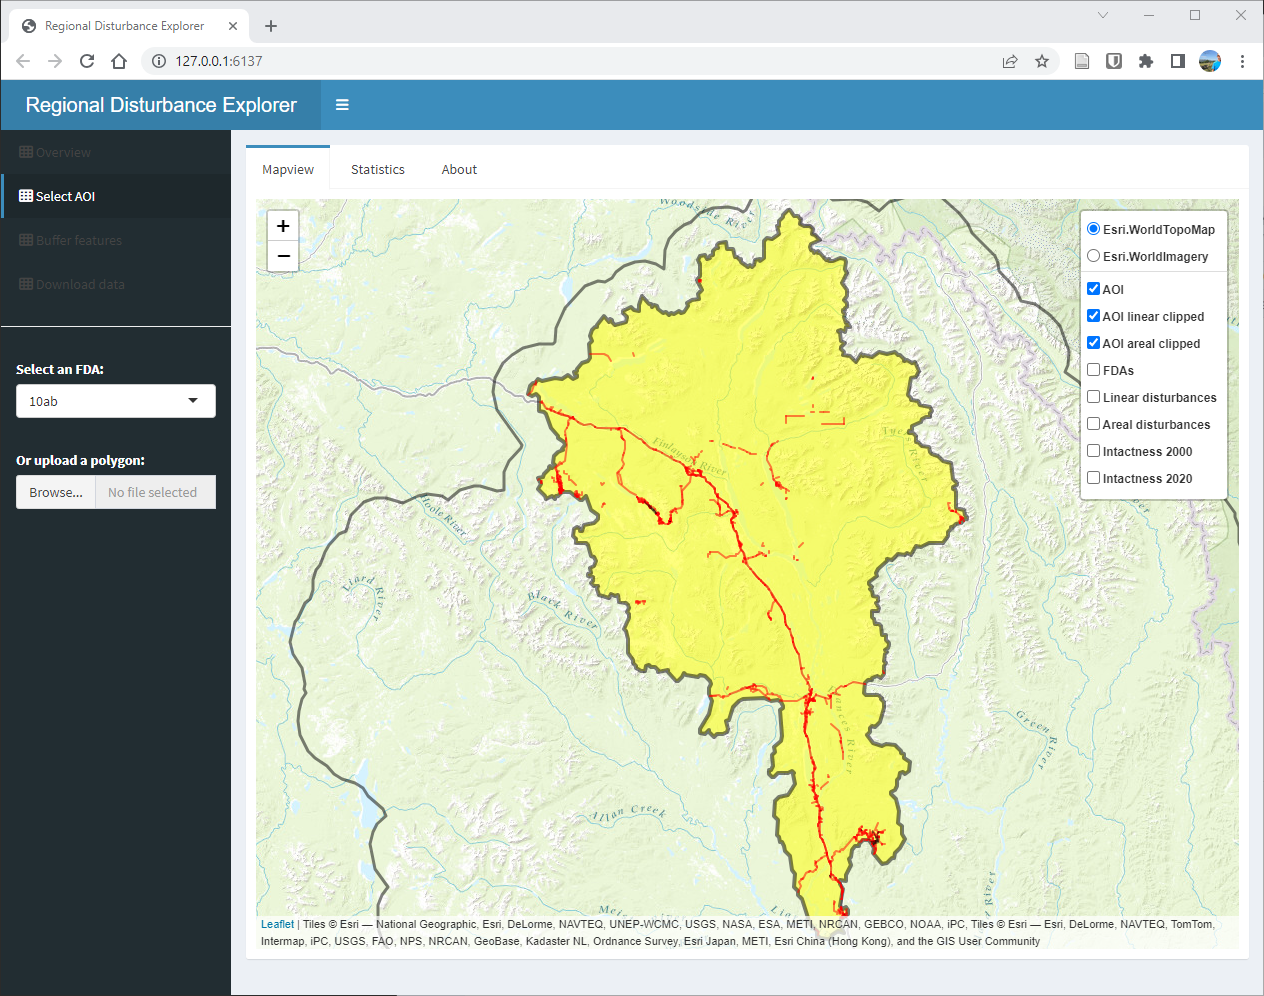 Regional Disturbance Explorer
127.0.0.1:6137
Regional Disturbance Explorer
Overview
Select AOI
Buffer features
Download data
Select an FDA:
10ab
Or upload a polygon:
Browse...
No file selected
Mapview
Statistics
About
+
−
Woodside River
Finlayson River
Hoole River
Liard River
Black River
Frances River
Green River
Allan Creek
Esri.WorldTopoMap
Esri.WorldImagery
AOI
AOI linear clipped
AOI areal clipped
FDAs
Linear disturbances
Areal disturbances
Intactness 2000
Intactness 2020
Leaflet | Tiles © Esri — National Geographic, Esri, DeLorme, NAVTEQ, UNEP-WCMC, USGS, NASA, ESA, METI, NRCAN, GEBCO, NOAA, iPC, Tiles © Esri — Esri, DeLorme, NAVTEQ, TomTom,
Intermap, iPC, USGS, FAO, NPS, NRCAN, GeoBase, Kadaster NL, Ordnance Survey, Esri Japan, METI, Esri China (Hong Kong), and the GIS User Community